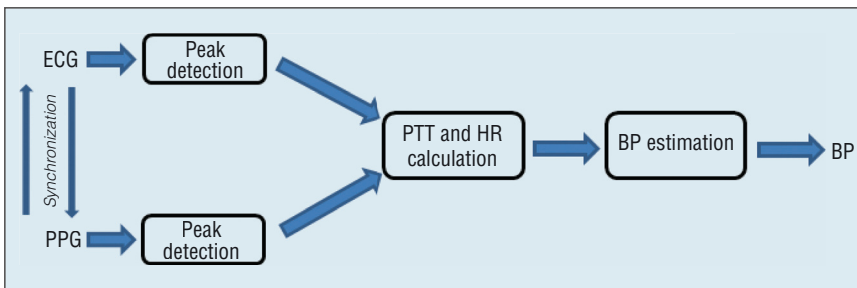 ECG
Peak
detection
Synchronization
PTT and HR
calculation
BP estimation
BP
PPG
Peak
detection